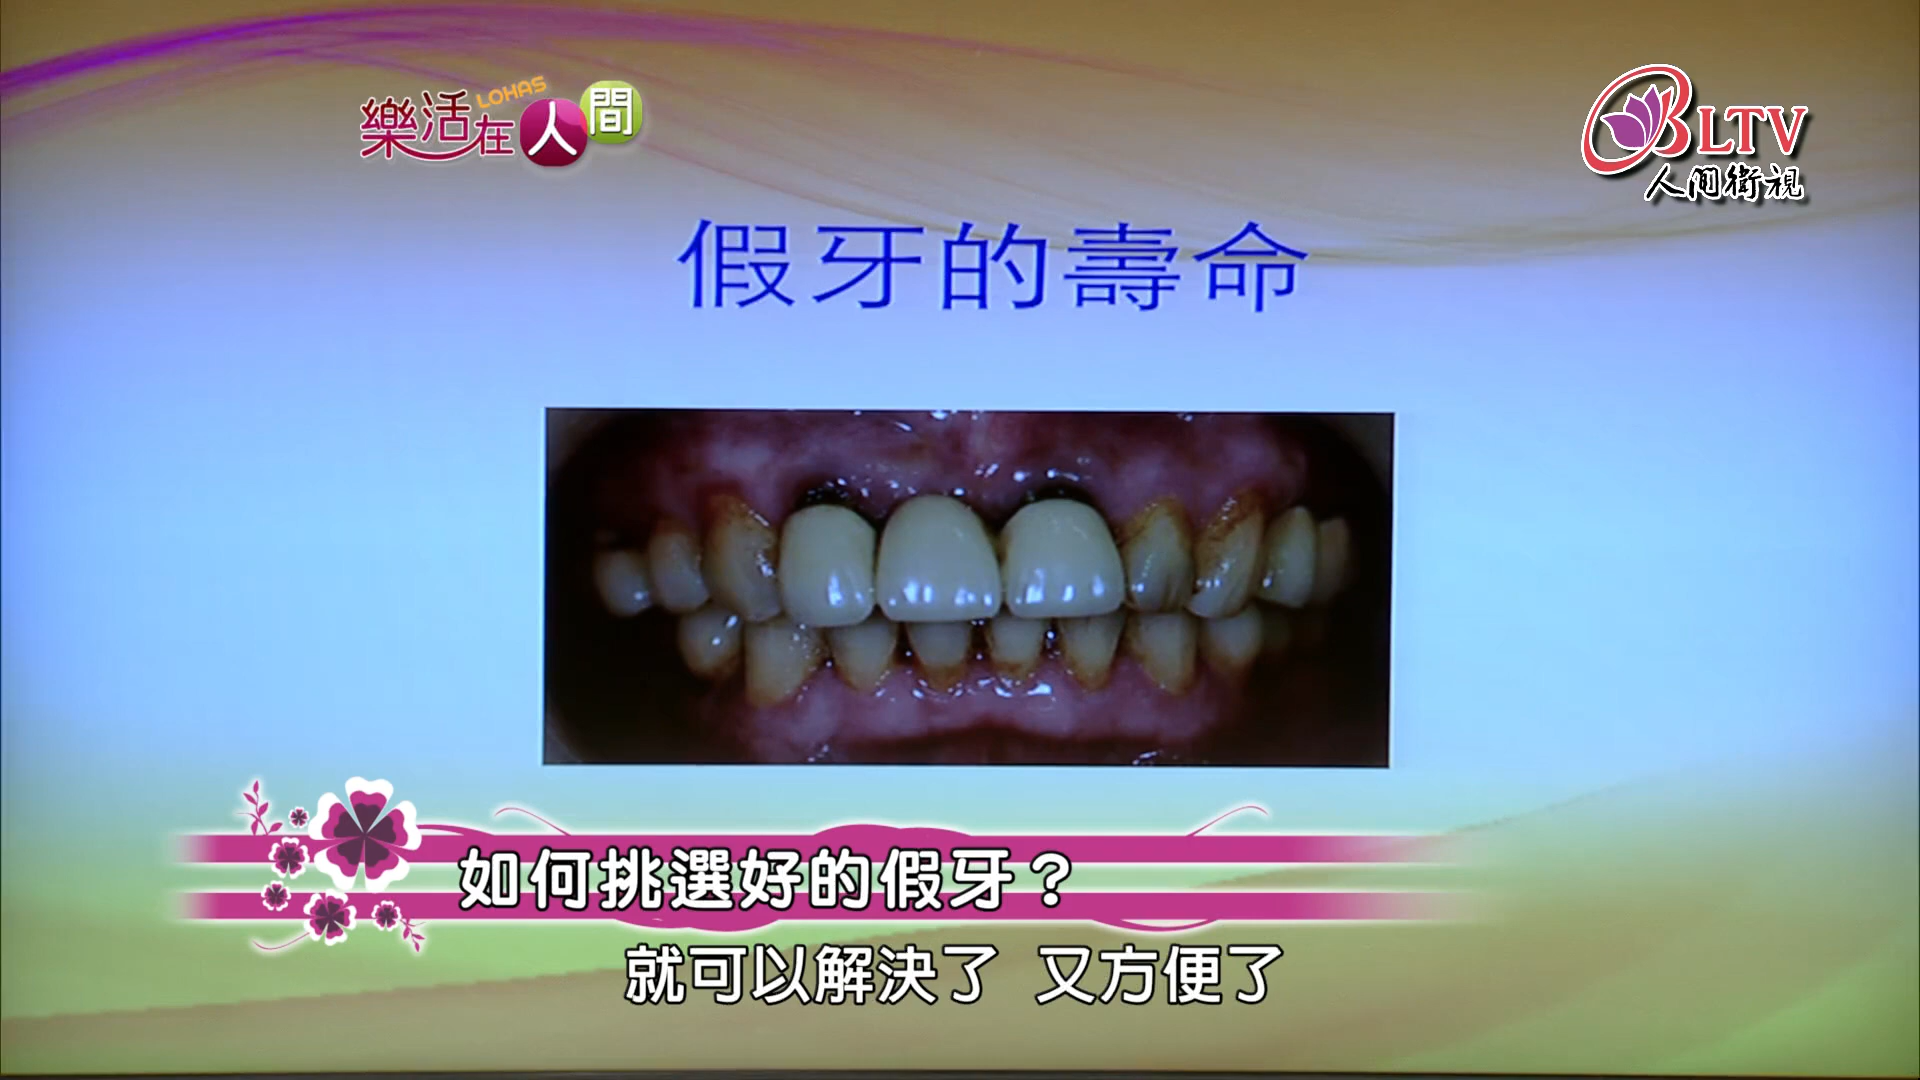 樂活在人間
LOHAS
BLTV
人間衛視
假牙的壽命
如何挑選好的假牙？
就可以解決了 又方便了